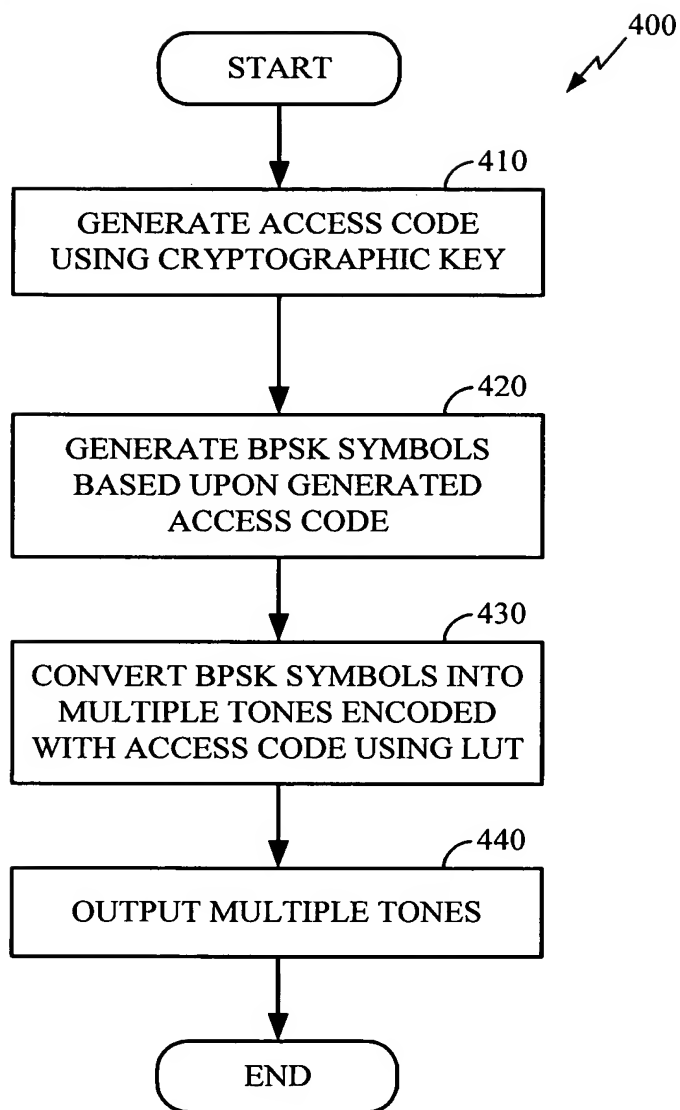 400
START
410
GENERATE ACCESS CODE
USING CRYPTOGRAPHIC KEY
420
GENERATE BPSK SYMBOLS
BASED UPON GENERATED
ACCESS CODE
430
CONVERT BPSK SYMBOLS INTO
MULTIPLE TONES ENCODED
WITH ACCESS CODE USING LUT
440
OUTPUT MULTIPLE TONES
END